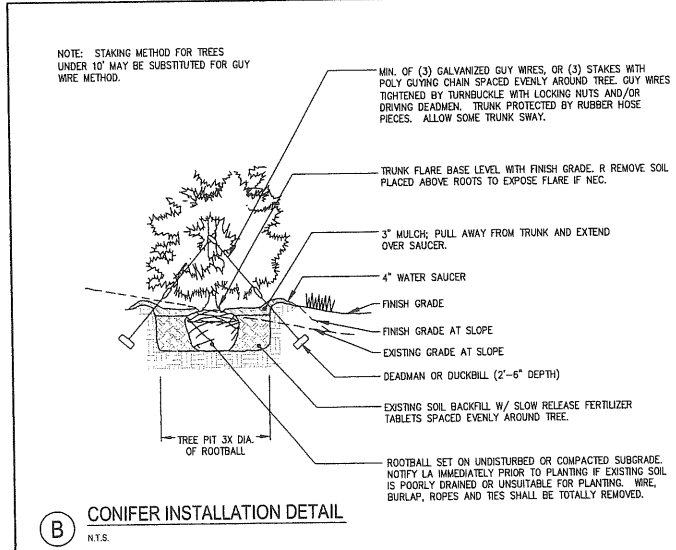 NOTE: STAKING METHOD FOR TREES
UNDER 10' MAY BE SUBSTITUTED FOR GUY
WIRE METHOD.
MIN. OF (3) GALVANIZED GUY WIRES, OR (3) STAKES WITH
POLY GUYING CHAIN SPACED EVENLY AROUND TREE. GUY WIRES
TIGHTENED BY TURNBUCKLE WITH LOCKING NUTS AND/OR
DRIVING DEADMEN. TRUNK PROTECTED BY RUBBER HOSE
PIECES. ALLOW SOME TRUNK SWAY.
TRUNK FLARE BASE LEVEL WITH FINISH GRADE. R REMOVE SOIL
PLACED ABOVE ROOTS TO EXPOSE FLARE IF NEC.
3" MULCH; PULL AWAY FROM TRUNK AND EXTEND
OVER SAUCER.
4" WATER SAUCER
FINISH GRADE
FINISH GRADE AT SLOPE
EXISTING GRADE AT SLOPE
DEADMAN OR DUCKBILL (2'-6" DEPTH)
EXISTING SOIL BACKFILL W/ SLOW RELEASE FERTILIZER
TABLETS SPACED EVENLY AROUND TREE.
TREE PIT 3X DIA.
OF ROOTBALL
ROOTBALL SET ON UNDISTURBED OR COMPACTED SUBGRADE.
NOTIFY LA IMMEDIATELY PRIOR TO PLANTING IF EXISTING SOIL
IS POORLY DRAINED OR UNSUITABLE FOR PLANTING. WIRE,
BURLAP, ROPES AND TIES SHALL BE TOTALLY REMOVED.
B CONIFER INSTALLATION DETAIL
N.T.S.